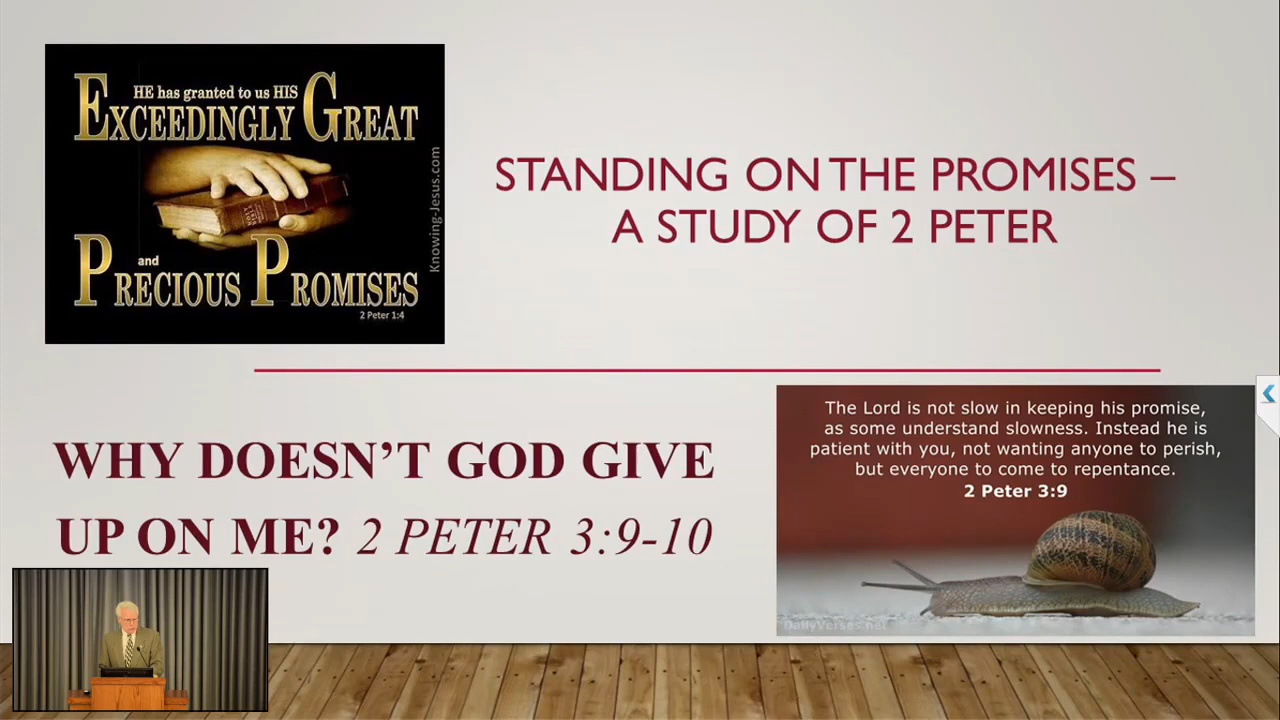 HE has granted to us HIS
EXCEEDINGLY GREAT
and
PRECIOUS PROMISES
2 Peter 1:4
Knowing-Jesus.com
STANDING ON THE PROMISES –
A STUDY OF 2 PETER
WHY DOESN’T GOD GIVE
UP ON ME? 2 PETER 3:9-10
The Lord is not slow in keeping his promise,
as some understand slowness. Instead he is
patient with you, not wanting anyone to perish,
but everyone to come to repentance.
2 Peter 3:9
DailyVerses.net